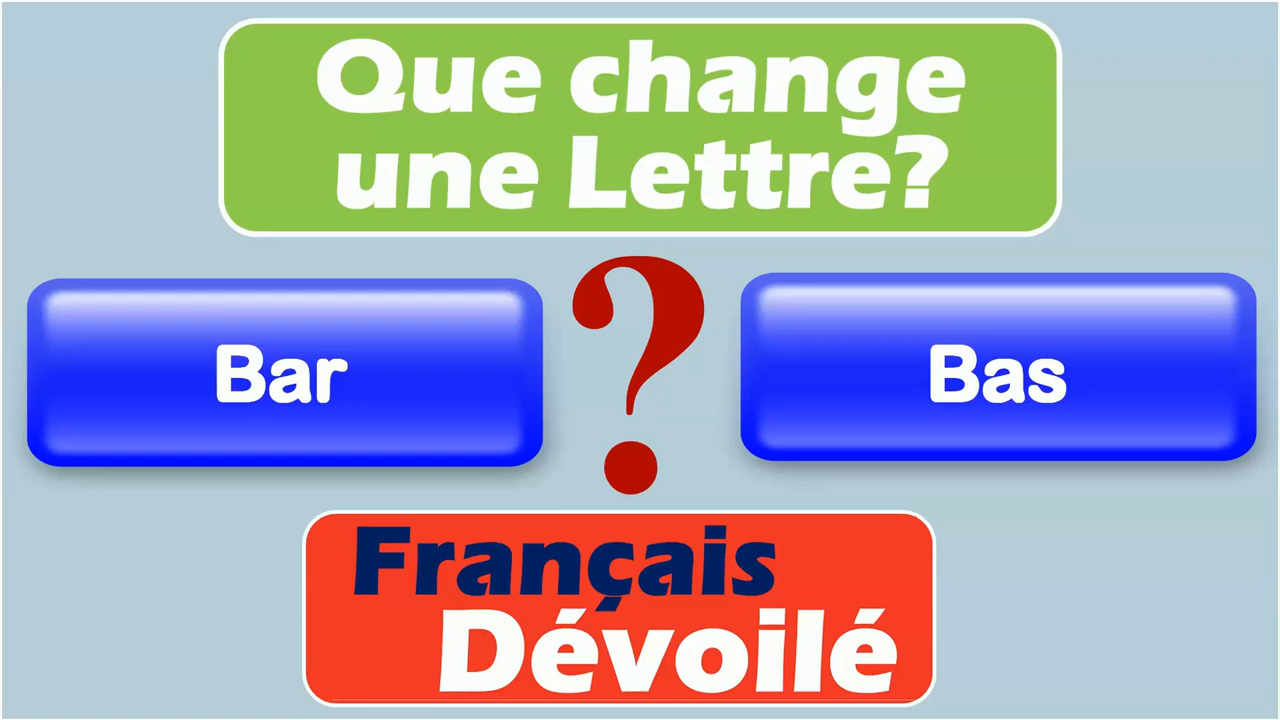 Que change
une Lettre?
Bar
?
Bas
Français
Dévoilé